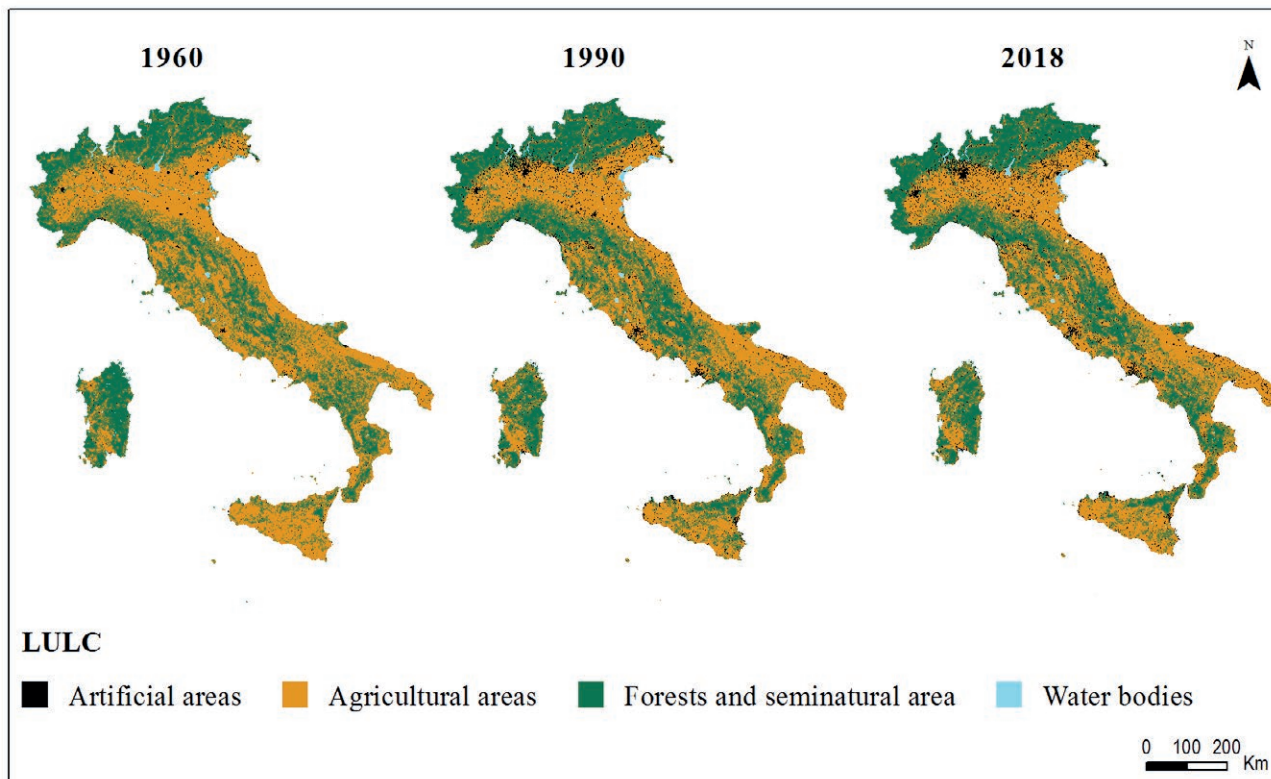 1960
1990
2018
N
LULC
Artificial areas
Agricultural areas
Forests and seminatural area
Water bodies
0 100 200
Km